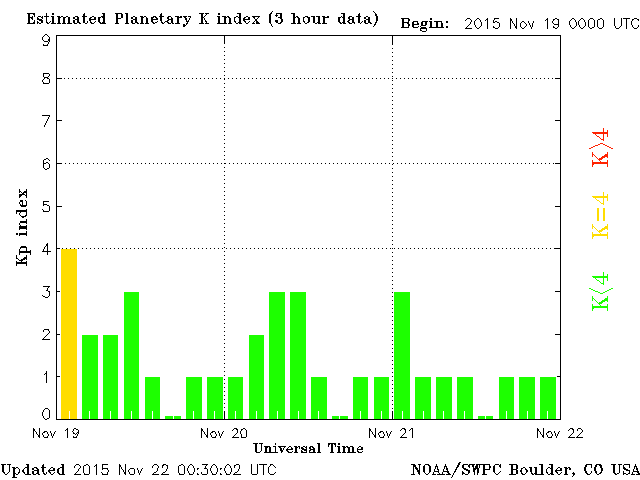 Estimated Planetary K index (3 hour data)
Begin: 2015 Nov 19 0000 UTC
9
8
7
6
5
4
3
2
1
0
Kp index
K>4
K=4
K<4
Nov 19
Nov 20
Nov 21
Nov 22
Universal Time
Updated 2015 Nov 22 00:30:02 UTC
NOAA/SWPC Boulder, CO USA